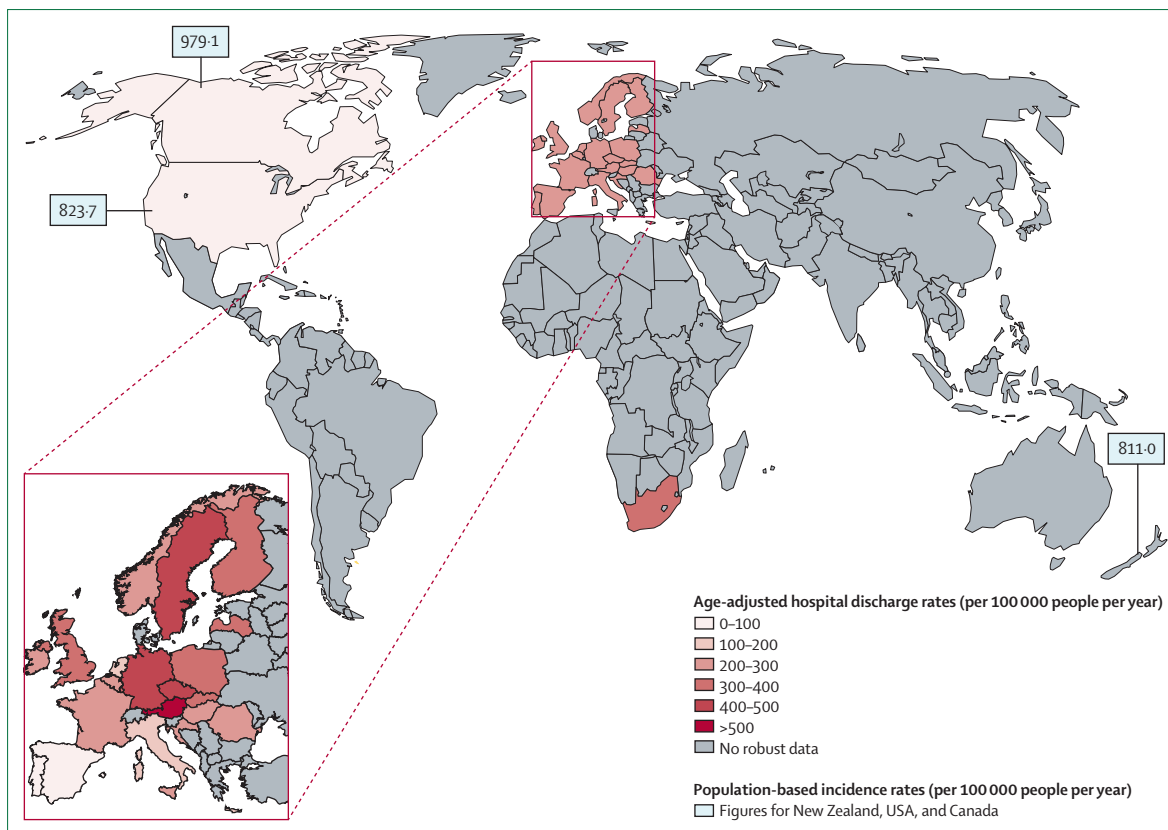 979·1
823·7
811·0
Age-adjusted hospital discharge rates (per 100 000 people per year)
0–100
100–200
200–300
300–400
400–500
>500
No robust data
Population-based incidence rates (per 100 000 people per year)
Figures for New Zealand, USA, and Canada